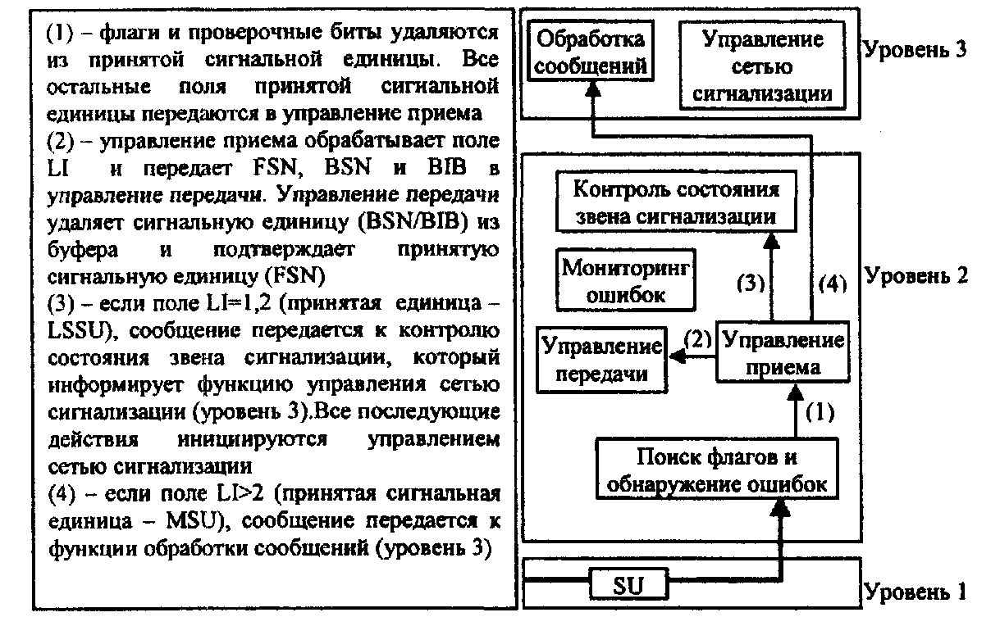 (1) – флаги и проверочные биты удаляются
из принятой сигнальной единицы. Все
остальные поля принятой сигнальной
единицы передаются в управление приема
(2) – управление приема обрабатывает поле
LI и передает FSN, BSN и BIB в
управление передачи. Управление передачи
удаляет сигнальную единицу (BSN/BIB) из
буфера и подтверждает принятую
сигнальную единицу (FSN)
(3) – если поле LI=1,2 (принятая единица –
LSSU), сообщение передается к контролю
состояния звена сигнализации, который
информирует функцию управления сетью
сигнализации (уровень 3).Все последующие
действия инициируются управлением
сетью сигнализации
(4) – если поле LI>2 (принятая сигнальная
единица – MSU), сообщение передается к
функции обработки сообщений (уровень 3)
Обработка
сообщений
Управление
сетью
сигнализации
Уровень 3
Контроль состояния
звена сигнализации
Мониторинг
ошибок
(3)
(4)
Уровень 2
Управление
передачи
(2)
Управление
приема
(1)
Поиск флагов и
обнаружение ошибок
SU
Уровень 1